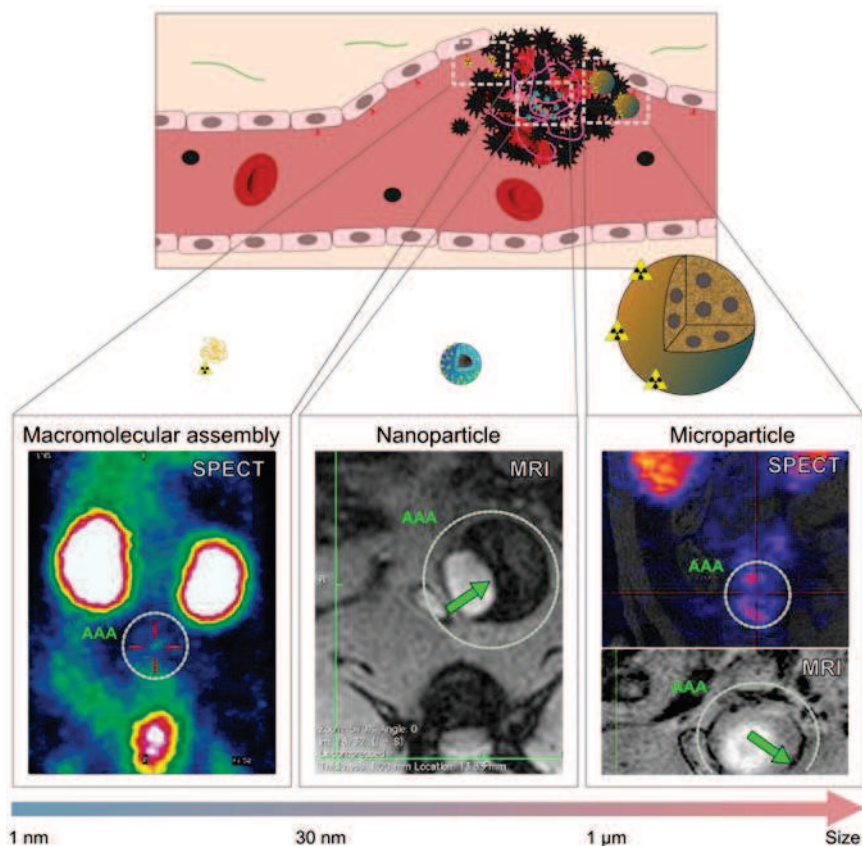 Macromolecular assembly
SPECT
AAA
Nanoparticle
MRI
AAA
R
Uncompressed
Microparticle
SPECT
AAA
MRI
AAA
1 nm
30 nm
1 µm
Size